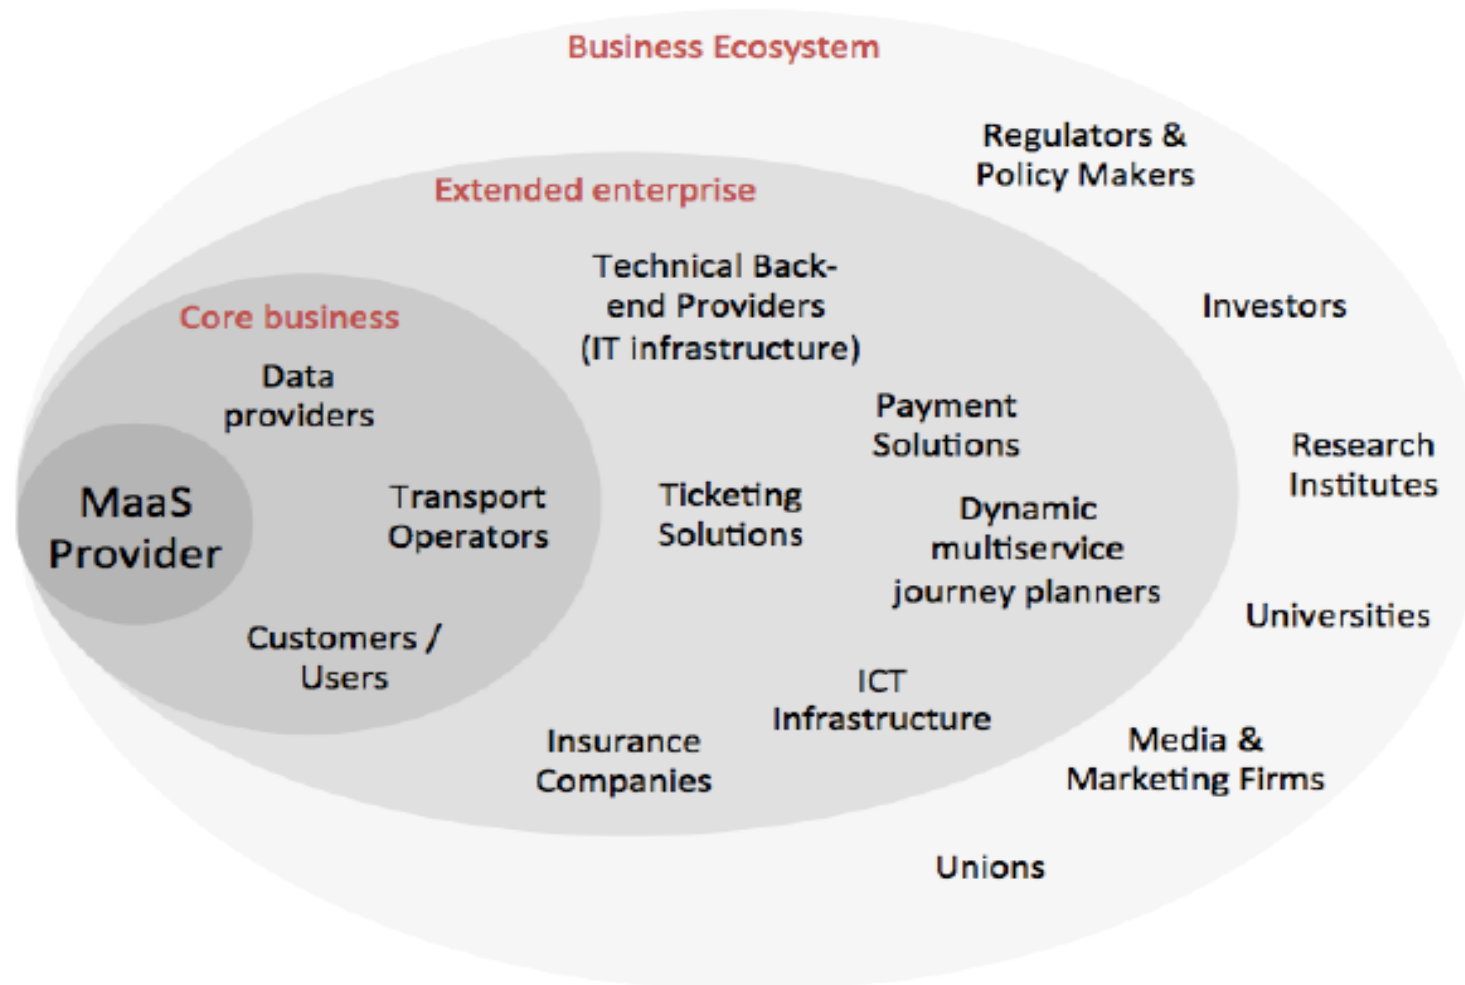 Business Ecosystem
Regulators &
Policy Makers
Extended enterprise
Technical Back-
end Providers
(IT infrastructure)
Investors
Core business
Data
providers
Payment
Solutions
Research
Institutes
MaaS
Provider
Transport
Operators
Ticketing
Solutions
Dynamic
multiservice
journey planners
Universities
Customers /
Users
ICT
Infrastructure
Insurance
Companies
Media &
Marketing Firms
Unions